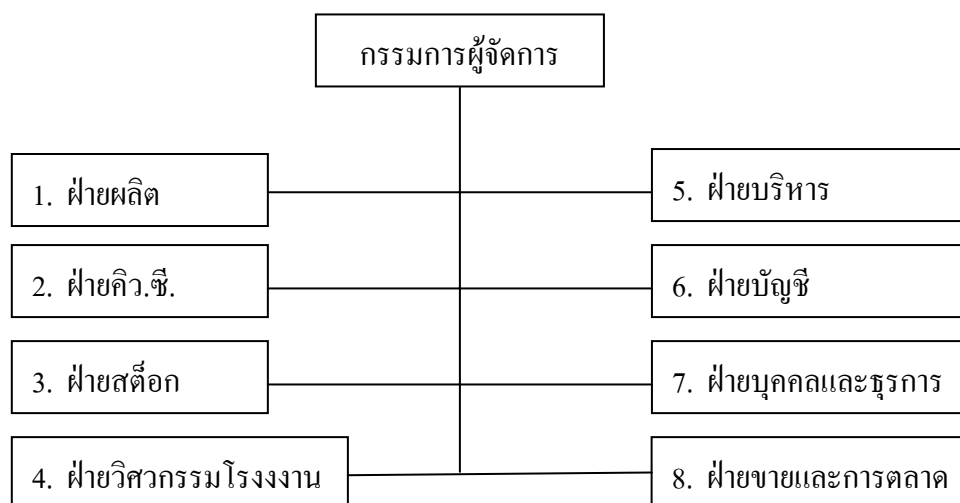 กรรมการผู้จัดการ
1. ฝ่ายผลิต
2. ฝ่ายคิว.ซี.
3. ฝ่ายสต็อก
4. ฝ่ายวิศวกรรมโรงงงาน
5. ฝ่ายบริหาร
6. ฝ่ายบัญชี
7. ฝ่ายบุคคลและธุรการ
8. ฝ่ายขายและการตลาด